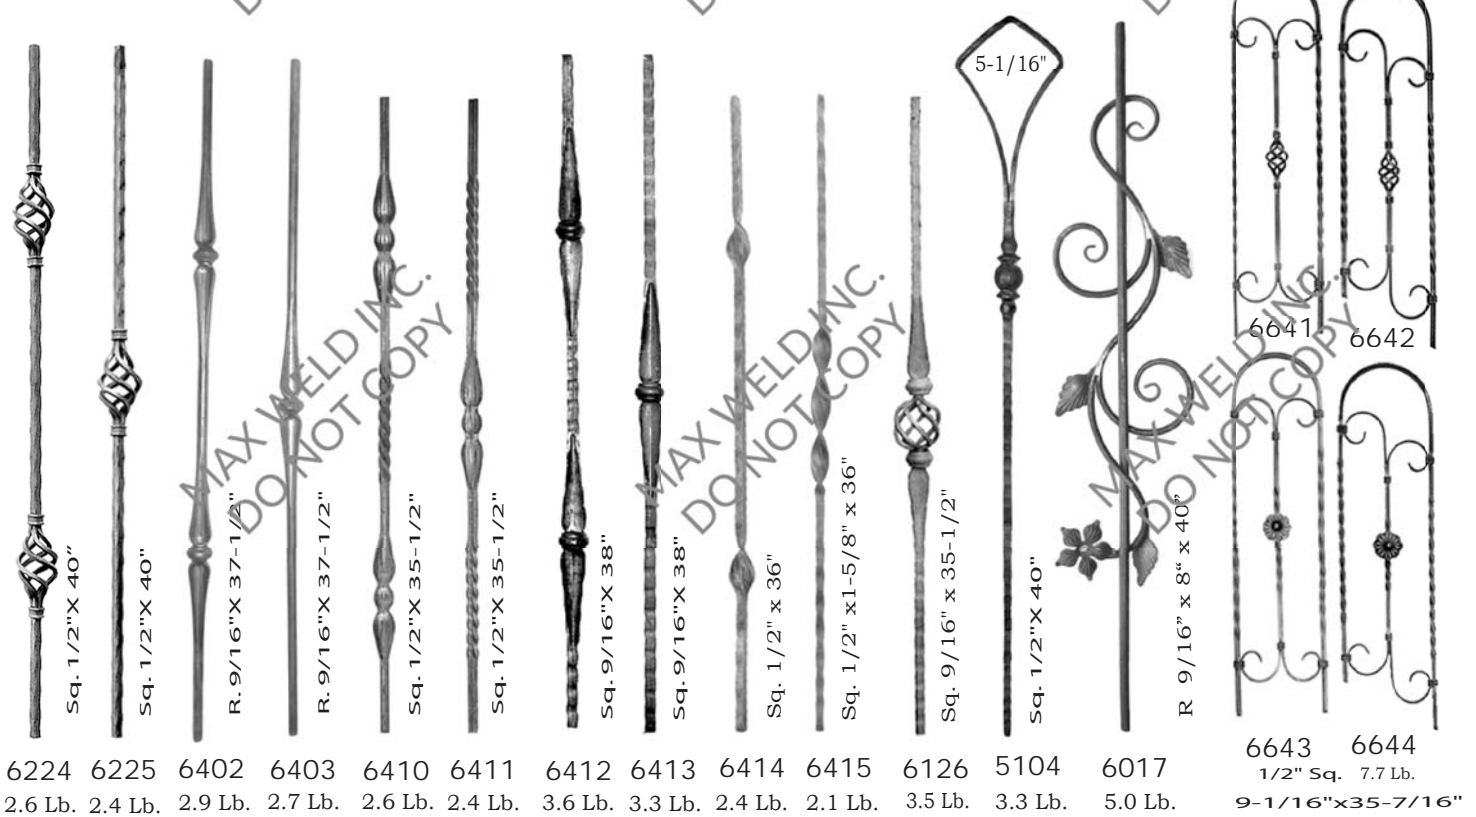 5-1/16"
Sq. 1/2"X 40"
Sq. 1/2"X 40"
R. 9/16"X 37-1/2"
R. 9/16"X 37-1/2"
Sq. 1/2"X 35-1/2"
Sq. 1/2"X 35-1/2"
Sq. 9/16"X 38"
Sq. 9/16"X 38"
Sq. 1/2" x 36"
Sq. 1/2" x1-5/8" x 36"
Sq. 9/16" x 35-1/2"
Sq. 1/2"X 40"
R 9/16” x 8“ x 40”
MAX WELD INC.
DO NOT COPY
MAX WELD INC.
DO NOT COPY
MAX WELD INC.
DO NOT COPY
6641
6642
6224 6225 6402 6403 6410 6411 6412 6413 6414 6415 6126 5104 6017
2.6 Lb. 2.4 Lb. 2.9 Lb. 2.7 Lb. 2.6 Lb. 2.4 Lb. 3.6 Lb. 3.3 Lb. 2.4 Lb. 2.1 Lb. 3.5 Lb. 3.3 Lb. 5.0 Lb.
6643 6644
1/2" Sq. 7.7 Lb.
9-1/16"x35-7/16"